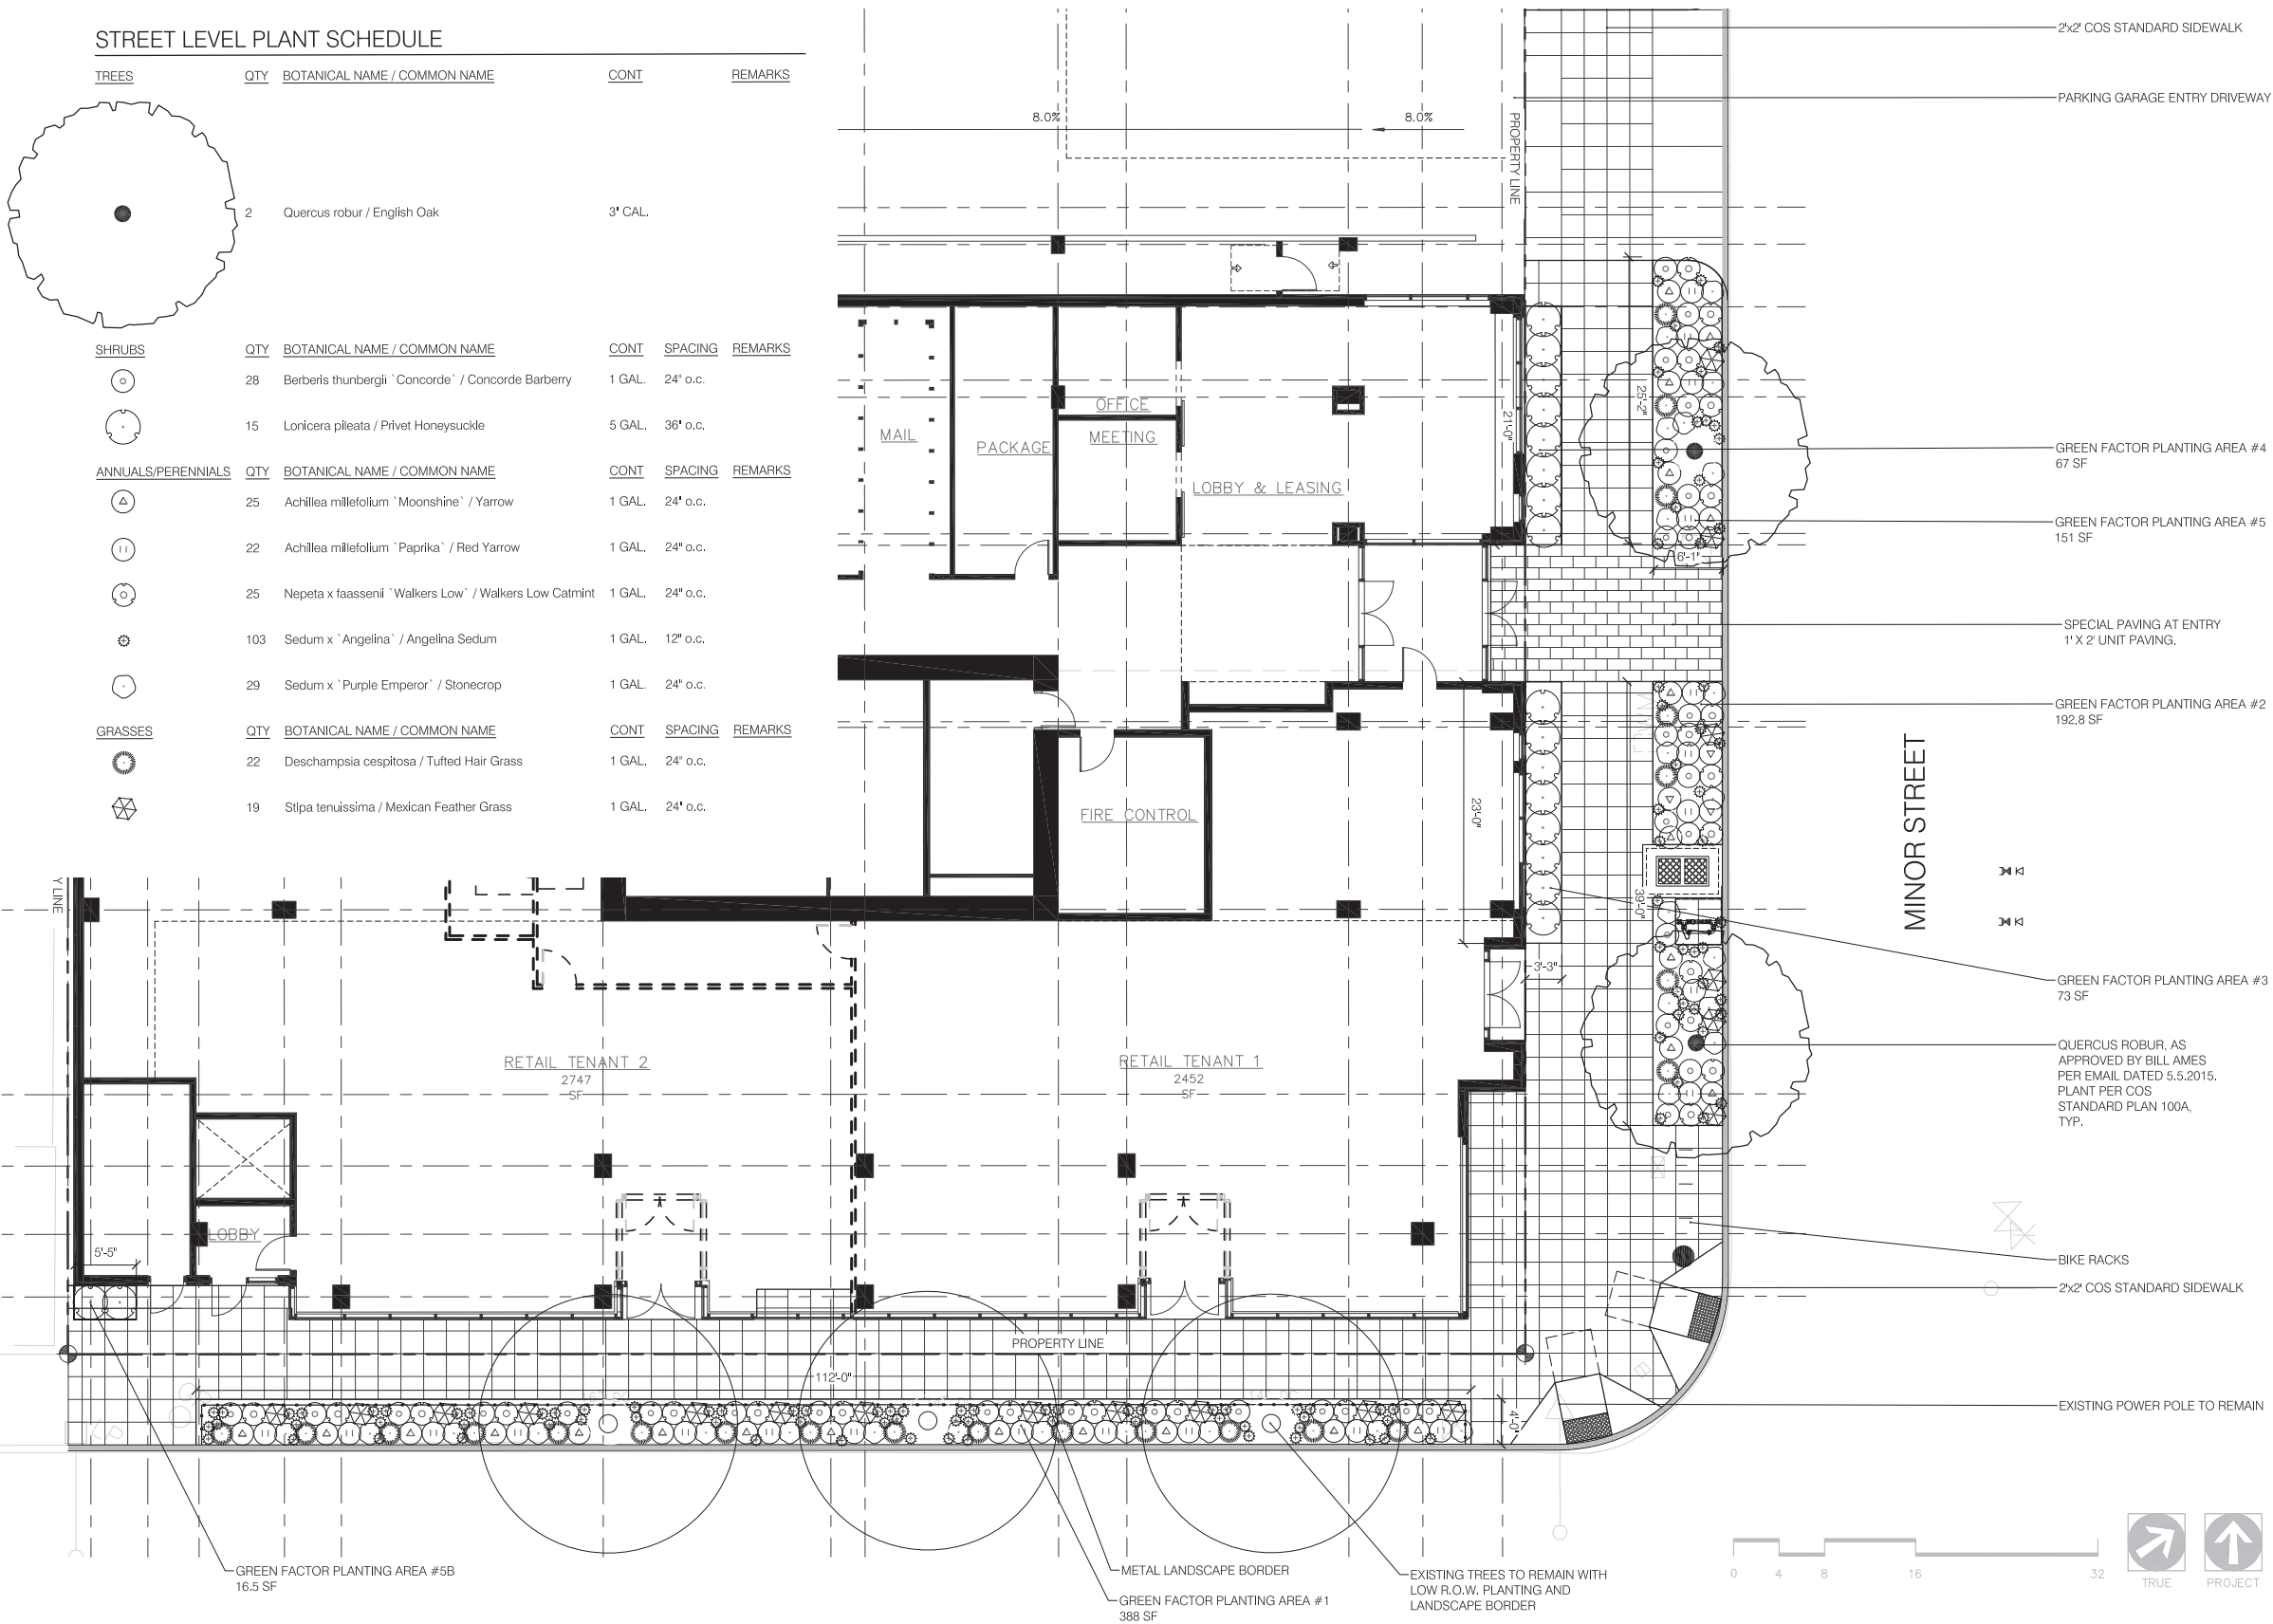 STREET LEVEL PLANT SCHEDULE
TREES QTY BOTANICAL NAME / COMMON NAME CONT REMARKS
2 Quercus robur / English Oak 3" CAL.
SHRUBS QTY BOTANICAL NAME / COMMON NAME CONT SPACING REMARKS
28 Berberis thunbergii `Concorde` / Concorde Barberry 1 GAL. 24" o.c.
15 Lonicera pileata / Privet Honeysuckle 5 GAL. 36" o.c.
ANNUALS/PERENNIALS QTY BOTANICAL NAME / COMMON NAME CONT SPACING REMARKS
25 Achillea millefolium `Moonshine` / Yarrow 1 GAL. 24" o.c.
22 Achillea millefolium `Paprika` / Red Yarrow 1 GAL. 24" o.c.
25 Nepeta x faassenii `Walkers Low` / Walkers Low Catmint 1 GAL. 24" o.c.
103 Sedum x `Angelina` / Angelina Sedum 1 GAL. 12" o.c.
29 Sedum x `Purple Emperor` / Stonecrop 1 GAL. 24" o.c.
GRASSES QTY BOTANICAL NAME / COMMON NAME CONT SPACING REMARKS
22 Deschampsia cespitosa / Tufted Hair Grass 1 GAL. 24" o.c.
19 Stipa tenuissima / Mexican Feather Grass 1 GAL. 24" o.c.
8.0%
8.0%
PROPERTY LINE
MAIL
PACKAGE
OFFICE
MEETING
LOBBY & LEASING
21'-0"
25'-2"
6'-1"
FIRE CONTROL
23'-0"
39'-0"
3'-3"
Y LINE
RETAIL TENANT 2
2747
SF
RETAIL TENANT 1
2452
SF
LOBBY
5'-5"
PROPERTY LINE
112'-0"
4'-0"
MINOR STREET
2'x2' COS STANDARD SIDEWALK
PARKING GARAGE ENTRY DRIVEWAY
GREEN FACTOR PLANTING AREA #4
67 SF
GREEN FACTOR PLANTING AREA #5
151 SF
SPECIAL PAVING AT ENTRY
1' X 2' UNIT PAVING.
GREEN FACTOR PLANTING AREA #2
192.8 SF
GREEN FACTOR PLANTING AREA #3
73 SF
QUERCUS ROBUR, AS
APPROVED BY BILL AMES
PER EMAIL DATED 5.5.2015.
PLANT PER COS
STANDARD PLAN 100A,
TYP.
BIKE RACKS
2'x2' COS STANDARD SIDEWALK
EXISTING POWER POLE TO REMAIN
GREEN FACTOR PLANTING AREA #5B
16.5 SF
METAL LANDSCAPE BORDER
GREEN FACTOR PLANTING AREA #1
388 SF
EXISTING TREES TO REMAIN WITH
LOW R.O.W. PLANTING AND
LANDSCAPE BORDER
0 4 8 16 32
TRUE
PROJECT